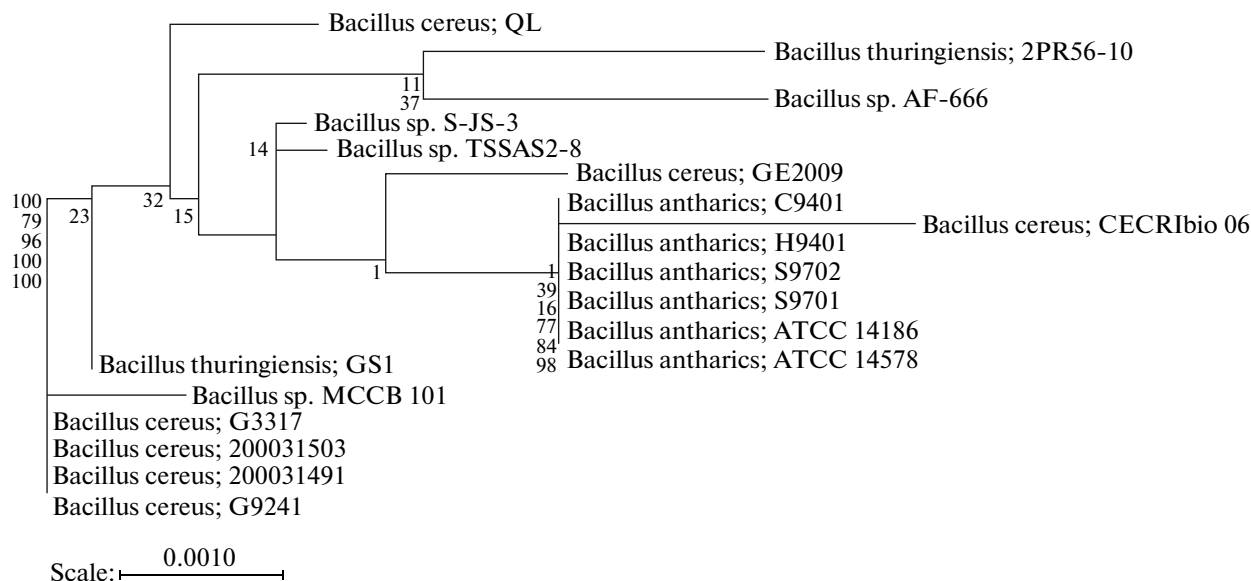 Bacillus cereus; QL
Bacillus thuringiensis; 2PR56-10
11
37
Bacillus sp. AF-666
Bacillus sp. S-JS-3
14
Bacillus sp. TSSAS2-8
Bacillus cereus; GE2009
100
79
96
100
100
23
32
15
Bacillus antharics; C9401
Bacillus cereus; CECRIbio 06
Bacillus antharics; H9401
1
1
Bacillus antharics; S9702
39
Bacillus antharics; S9701
16
77
Bacillus antharics; ATCC 14186
84
98
Bacillus antharics; ATCC 14578
Bacillus thuringiensis; GS1
Bacillus sp. MCCB 101
Bacillus cereus; G3317
Bacillus cereus; 200031503
Bacillus cereus; 200031491
Bacillus cereus; G9241
0.0010
Scale: